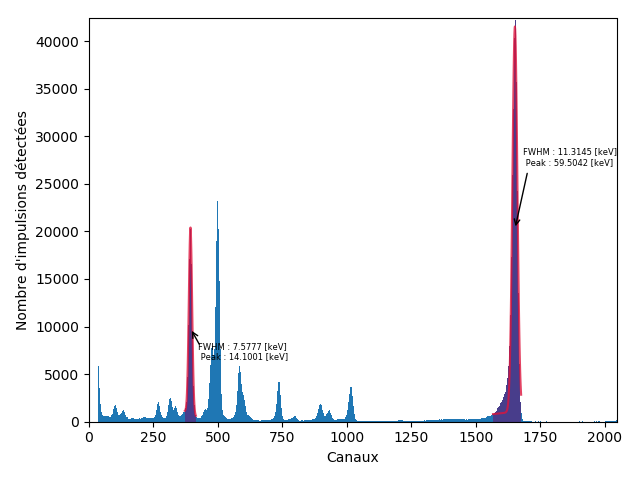 40000
35000
30000
25000
20000
15000
10000
5000
0
Nombre d'impulsions détectées
FWHM : 11.3145 [keV]
Peak : 59.5042 [keV]
FWHM : 7.5777 [keV]
Peak : 14.1001 [keV]
0 250 500 750 1000 1250 1500 1750 2000
Canaux